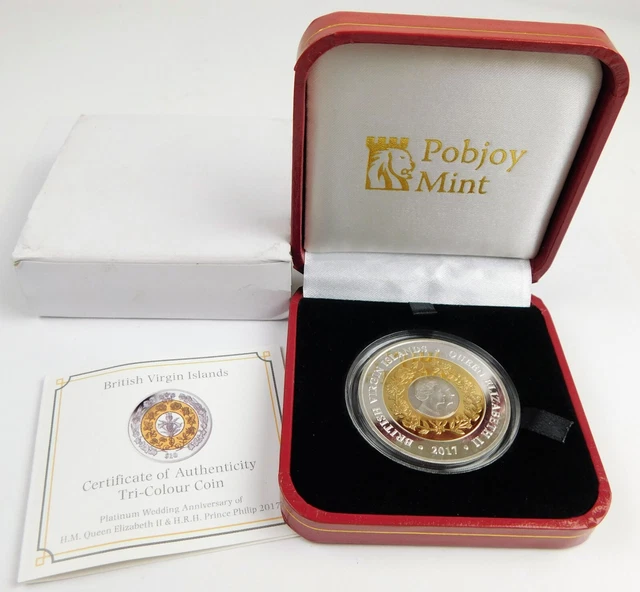 Pobjoy
Mint
BRITISH VIRGIN ISLANDS • QUEEN ELIZABETH II • 2017 •
British Virgin Islands
$10
Certificate of Authenticity
Tri-Colour Coin
Platinum Wedding Anniversary of
H.M. Queen Elizabeth II & H.R.H. Prince Philip 2017